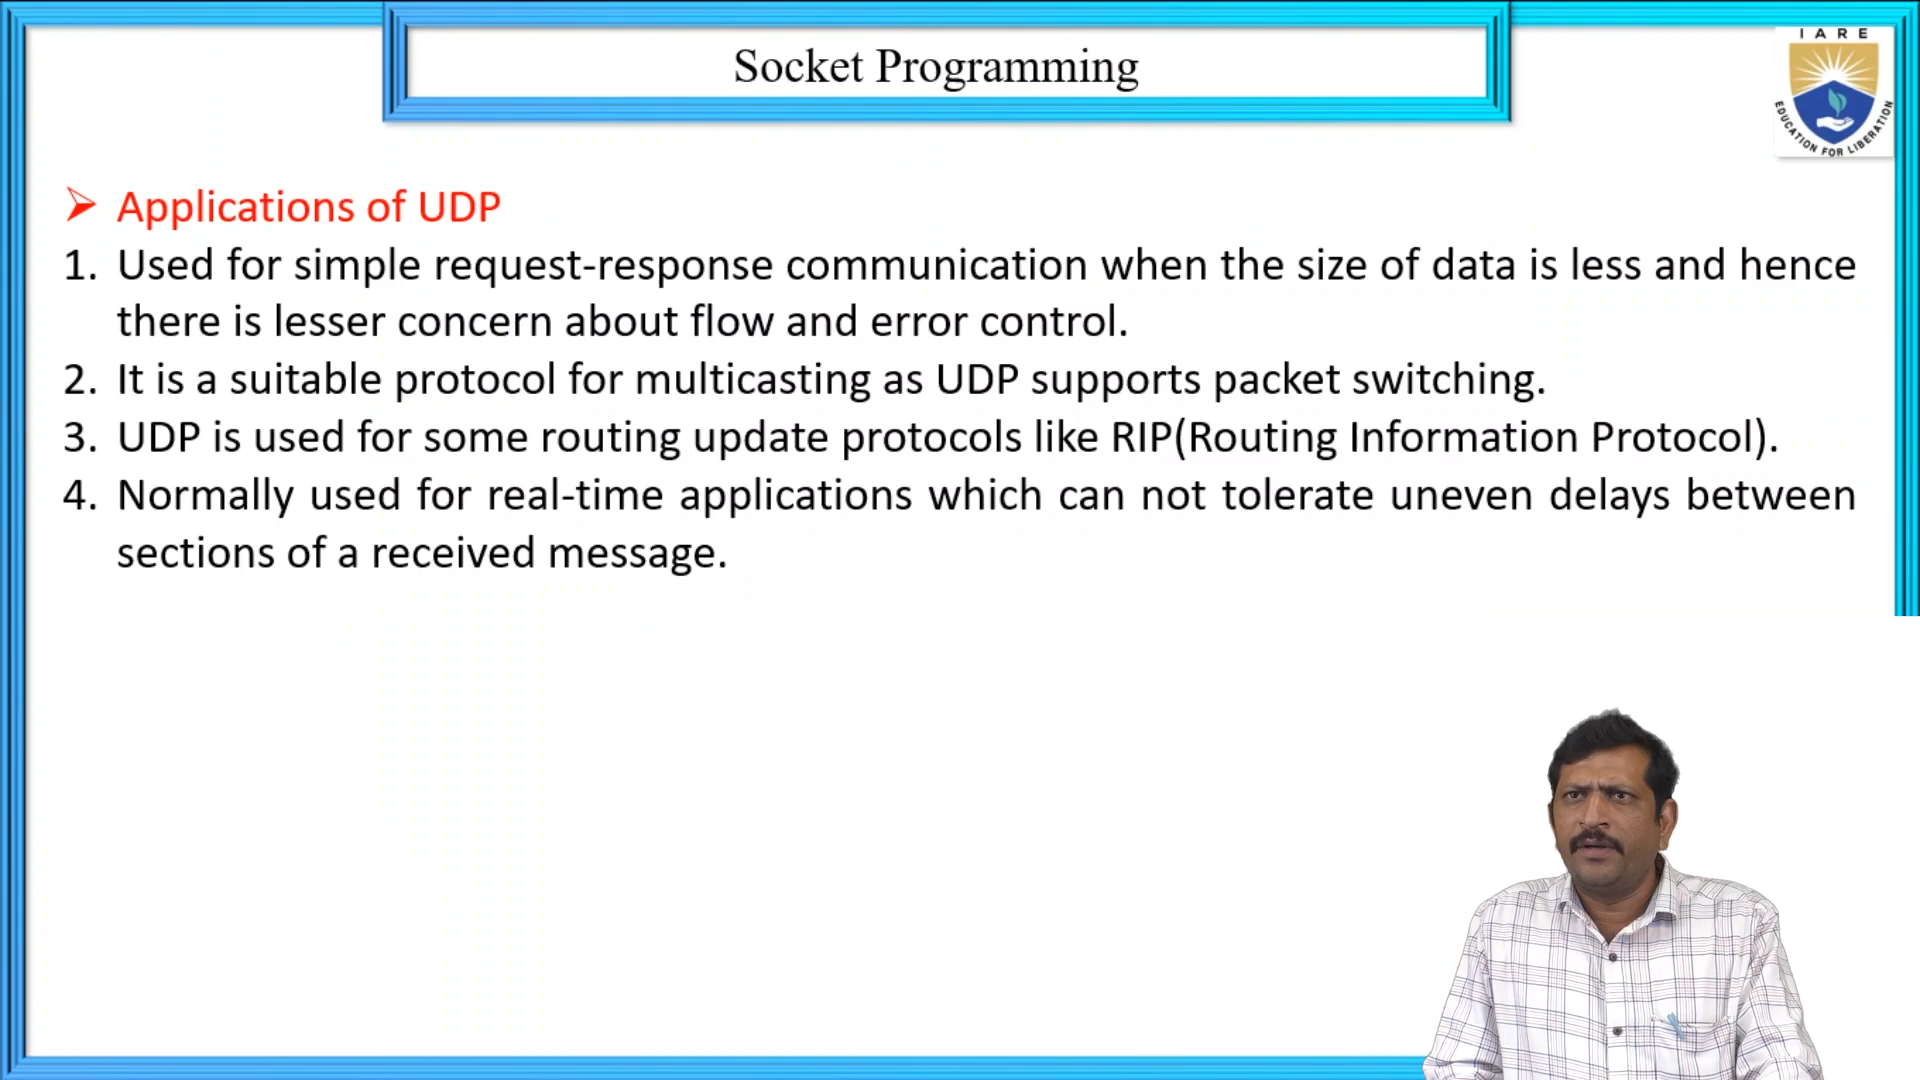 Socket Programming
I A R E
EDUCATION FOR LIBERATION
➢ Applications of UDP
1. Used for simple request-response communication when the size of data is less and hence
there is lesser concern about flow and error control.
2. It is a suitable protocol for multicasting as UDP supports packet switching.
3. UDP is used for some routing update protocols like RIP(Routing Information Protocol).
4. Normally used for real-time applications which can not tolerate uneven delays between
sections of a received message.